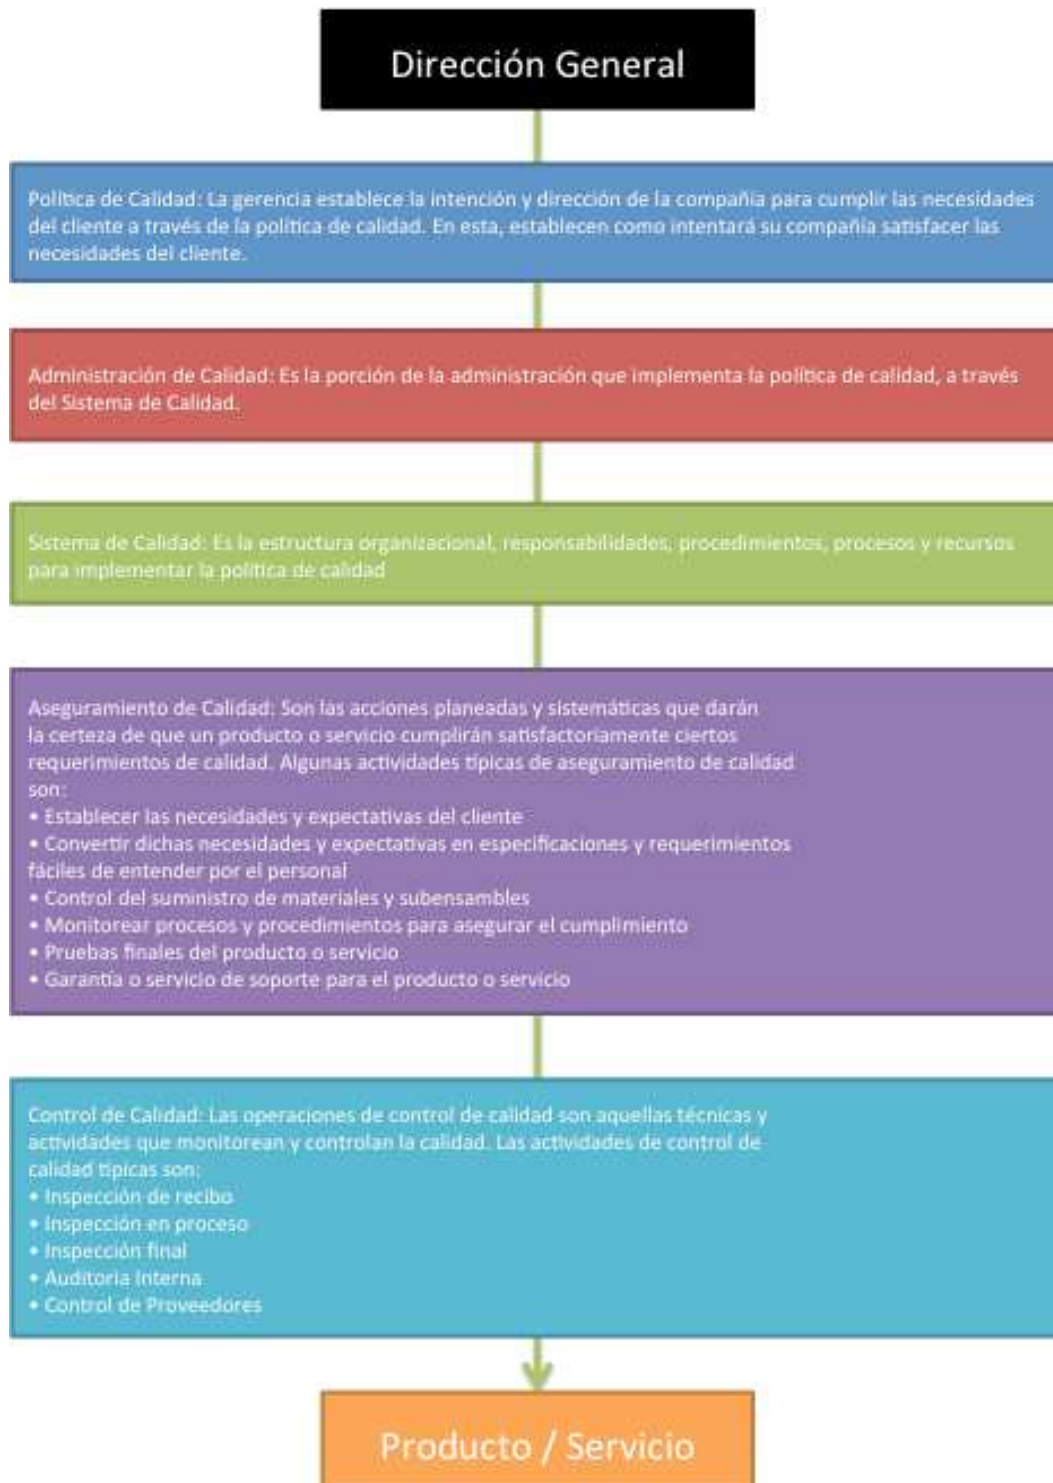 Dirección General
Política de Calidad: La gerencia establece la intención y dirección de la compañía para cumplir las necesidades
del cliente a través de la política de calidad. En esta, establecen como intentará su compañía satisfacer las
necesidades del cliente.
Administración de Calidad: Es la porción de la administración que implementa la política de calidad, a través
del Sistema de Calidad.
Sistema de Calidad: Es la estructura organizacional, responsabilidades, procedimientos, procesos y recursos
para implementar la política de calidad
Aseguramiento de Calidad: Son las acciones planeadas y sistemáticas que darán
la certeza de que un producto o servicio cumplirán satisfactoriamente ciertos
requerimientos de calidad. Algunas actividades típicas de aseguramiento de calidad
son:
• Establecer las necesidades y expectativas del cliente
• Convertir dichas necesidades y expectativas en especificaciones y requerimientos
fáciles de entender por el personal
• Control del suministro de materiales y subensambles
• Monitorear procesos y procedimientos para asegurar el cumplimiento
• Pruebas finales del producto o servicio
• Garantía o servicio de soporte para el producto o servicio
Control de Calidad: Las operaciones de control de calidad son aquellas técnicas y
actividades que monitorean y controlan la calidad. Las actividades de control de
calidad típicas son:
• Inspección de recibo
• Inspección en proceso
• Inspección final
• Auditoria Interna
• Control de Proveedores
Producto / Servicio